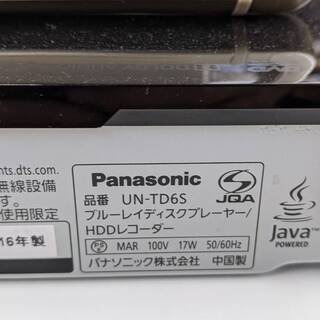 Panasonic
品番 UN-TD6S
JQA
ブルーレイディスクプレーヤー/
HDDレコーダー
PS E MAR 100V 17W 50/60Hz
パナソニック株式会社 中国製
nts.dts.com.
無線設備
す。
使用限定
16年製
Java
POWERED